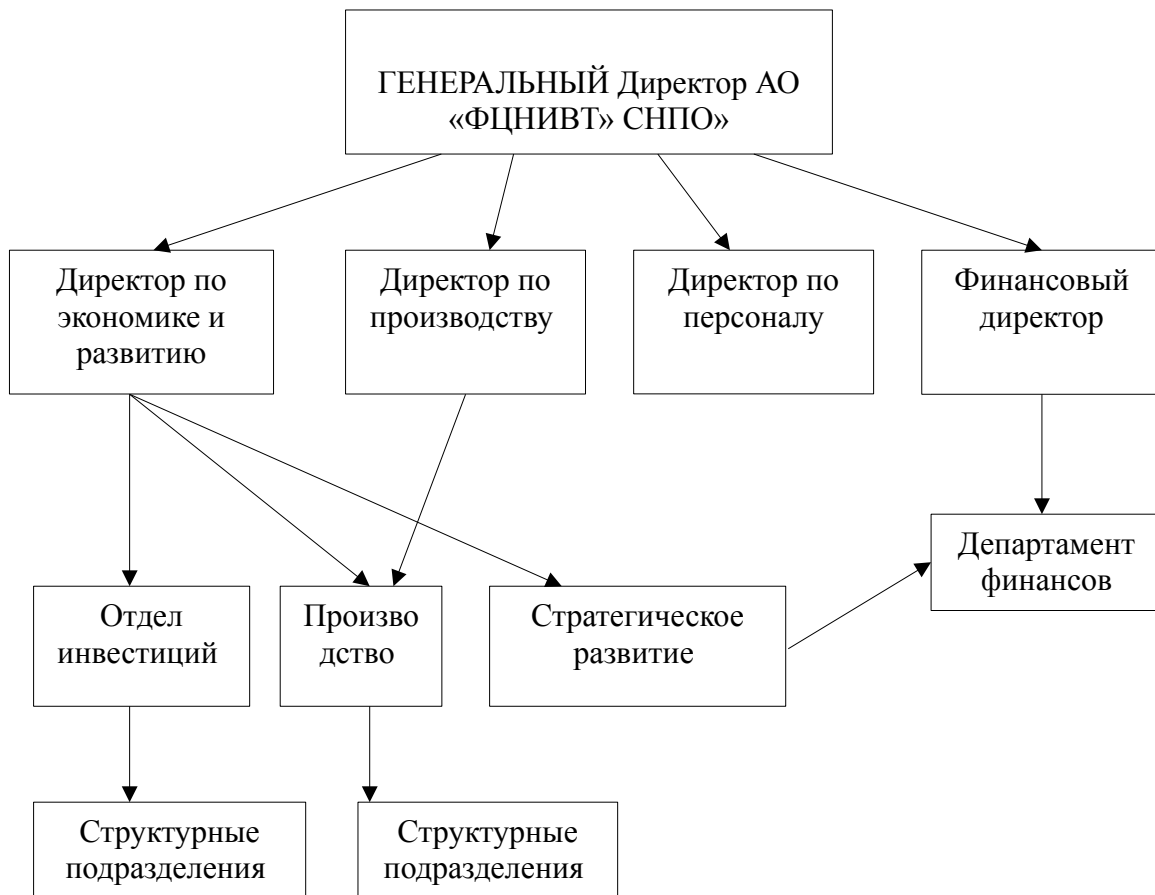 ГЕНЕРАЛЬНЫЙ Директор АО
«ФЦНИВТ» СНПО»
Директор по
экономике и
развитию
Директор по
производству
Директор по
персоналу
Финансовый
директор
Департамент
финансов
Отдел
инвестиций
Произво
дство
Стратегическое
развитие
Структурные
подразделения
Структурные
подразделения